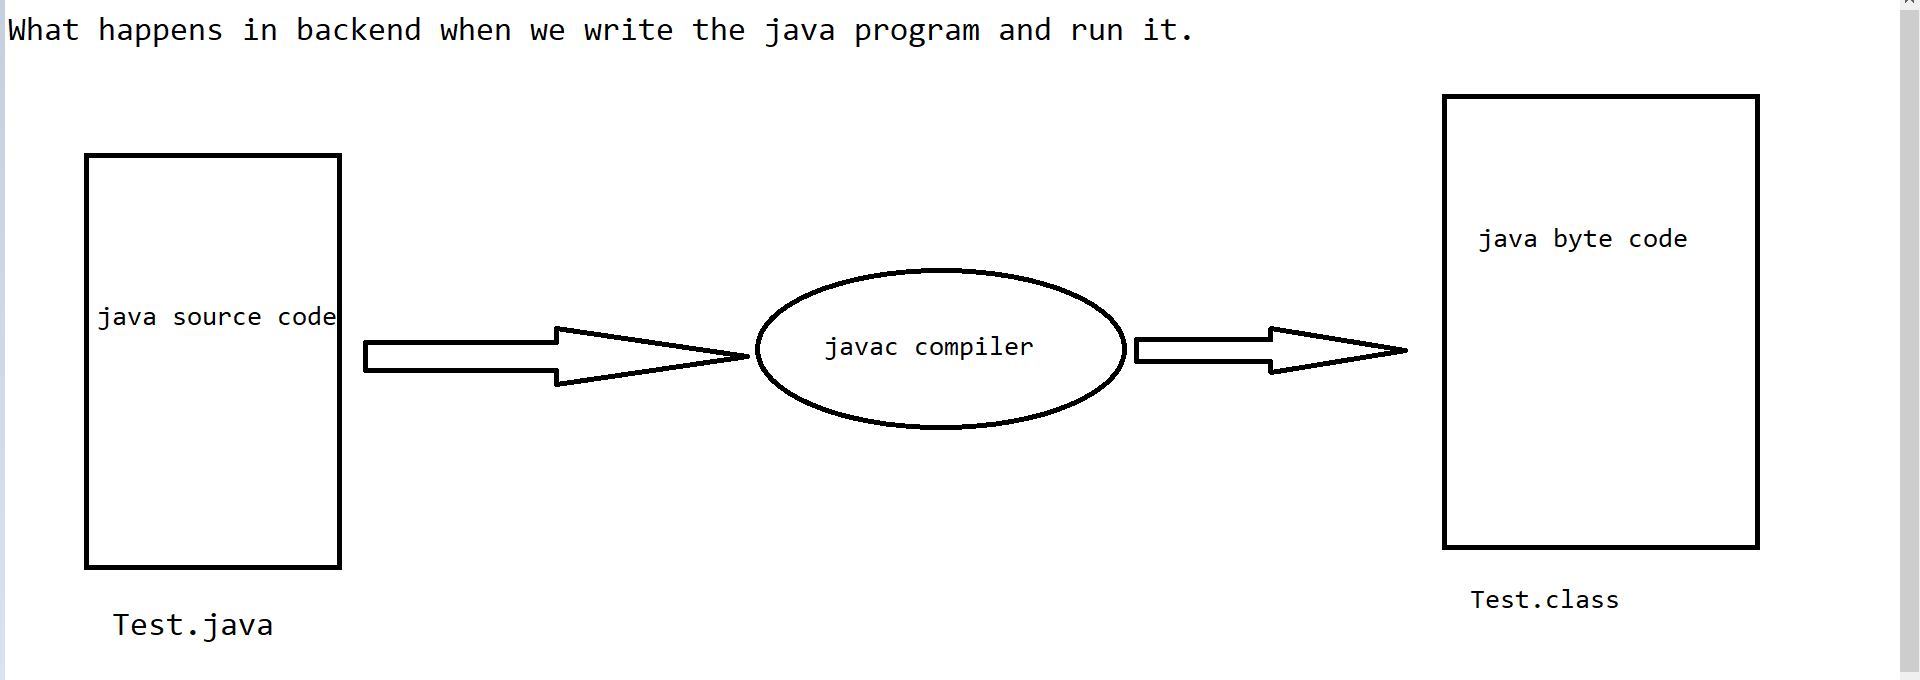 What happens in backend when we write the java program and run it.
java source code
javac compiler
java byte code
Test.java
Test.class